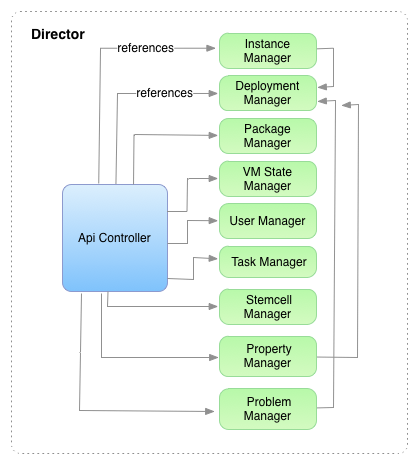 Director
references
Instance
Manager
references
Deployment
Manager
Package
Manager
VM State
Manager
Api Controller
User Manager
Task Manager
Stemcell
Manager
Property
Manager
Problem
Manager